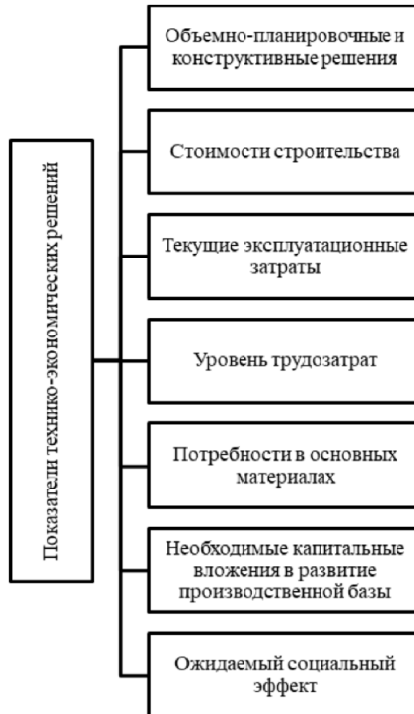 Показатели технико-экономических решений
Объемно-планировочные и
конструктивные решения
Стоимости строительства
Текущие эксплуатационные
затраты
Уровень трудозатрат
Потребности в основных
материалах
Необходимые капитальные
вложения в развитие
производственной базы
Ожидаемый социальный
эффект